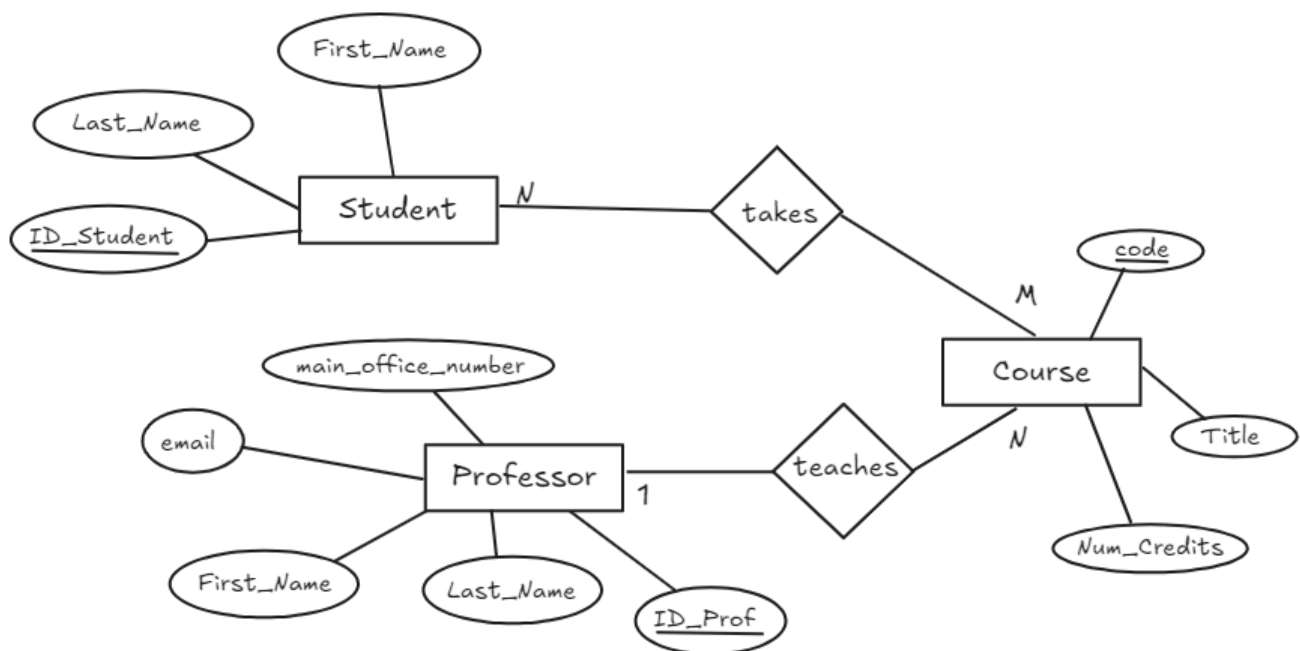 First_Name
Last_Name
ID_Student
Student
N
takes
code
M
Course
Title
Num_Credits
main_office_number
email
Professor
1
teaches
N
First_Name
Last_Name
ID_Prof